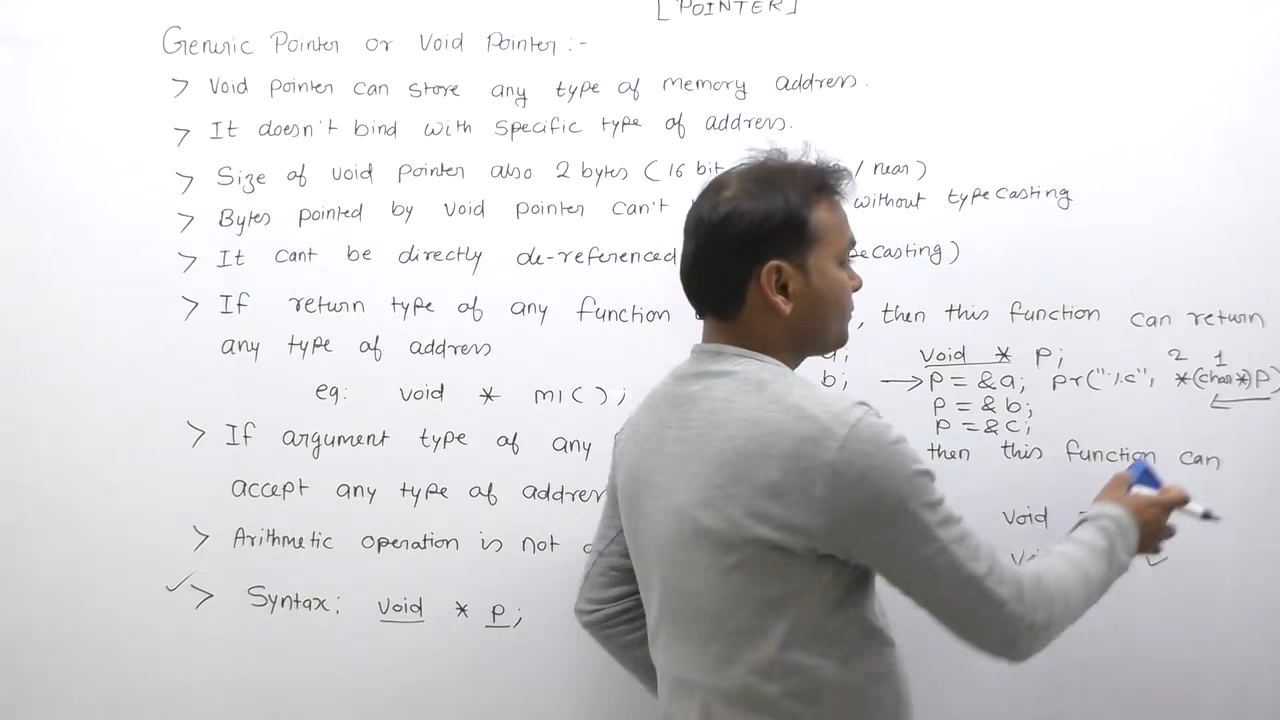 [ POINTER ]
Generic Pointer or Void Pointer :-
> Void pointer can store any type of memory address.
> It doesn't bind with specific type of address.
> Size of void pointer also 2 bytes ( 16 bit / near )
> Bytes pointed by void pointer can't without typecasting
> It cant be directly de-referenced )
> If return type of any function , then this function can return
any type of address
a; void * p; 2 1
eg: void * m1( ); b; → p = &a; pr("%c", *(char*)p)
p = &b;
p = &c;
> If argument type of any then this function can
accept any type of addres
void
> Arithmetic operation is not
✓ > Syntax: void * p;